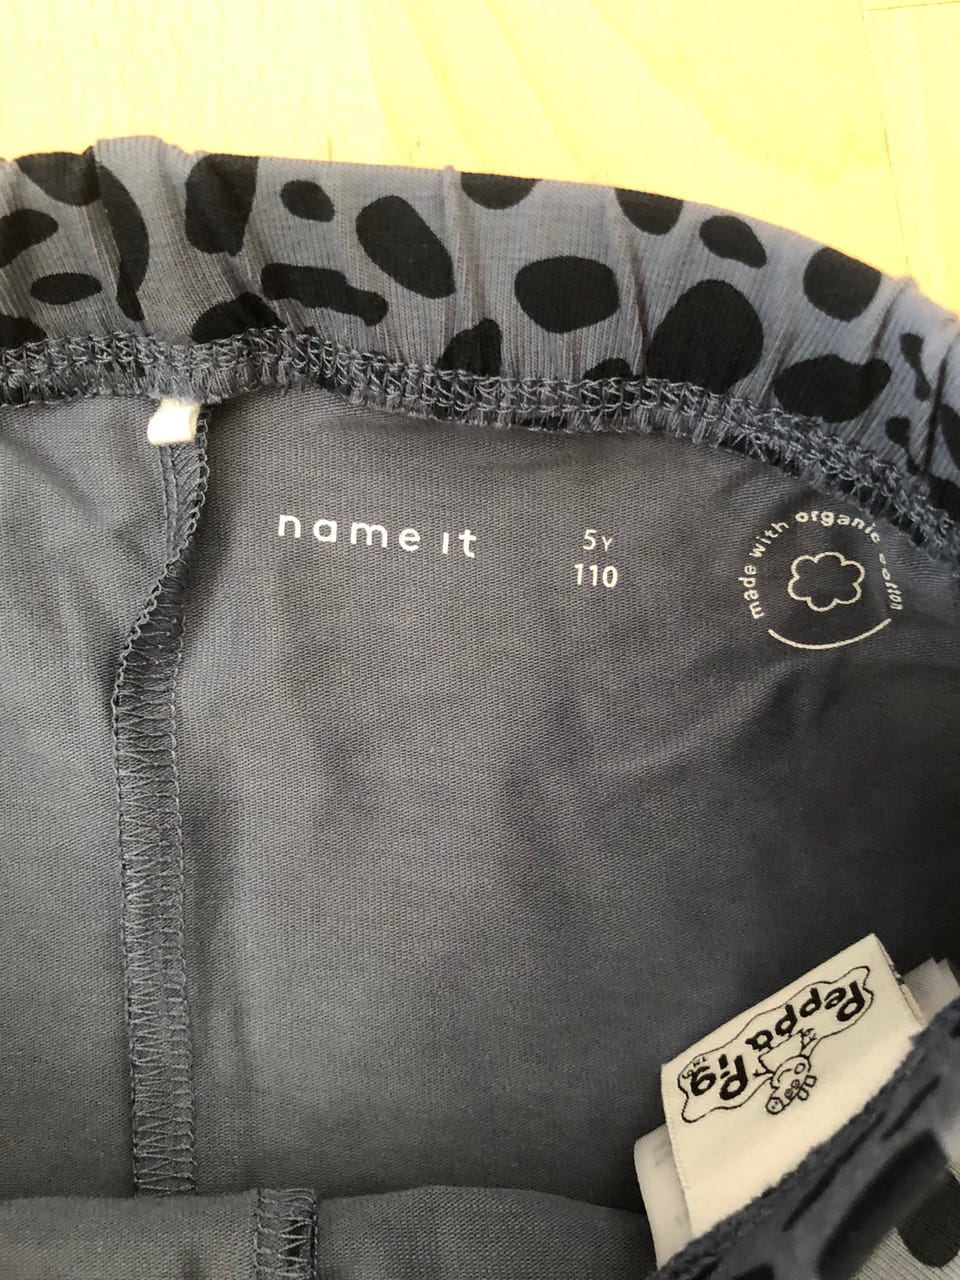 name it
5Y
110
made with organic cotton
Peppa
Pig